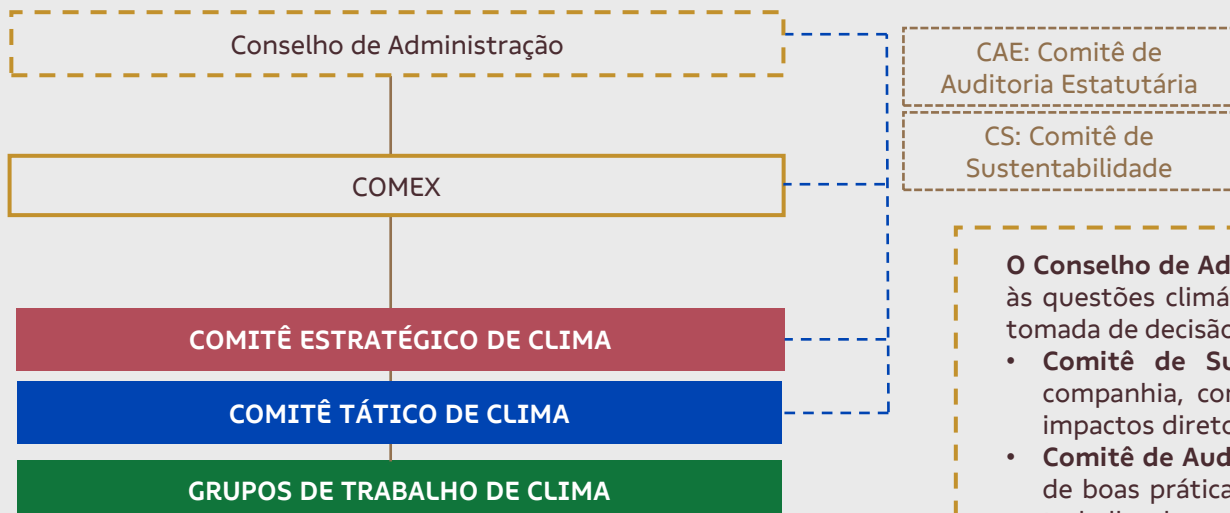 Conselho de Administração
CAE: Comitê de
Auditoria Estatutária
CS: Comitê de
Sustentabilidade
COMEX
COMITÊ ESTRATÉGICO DE CLIMA
COMITÊ TÁTICO DE CLIMA
GRUPOS DE TRABALHO DE CLIMA
O Conselho de Ad
às questões climá
tomada de decisão
• Comitê de Su
companhia, cor
impactos direto
• Comitê de Aud
de boas prática